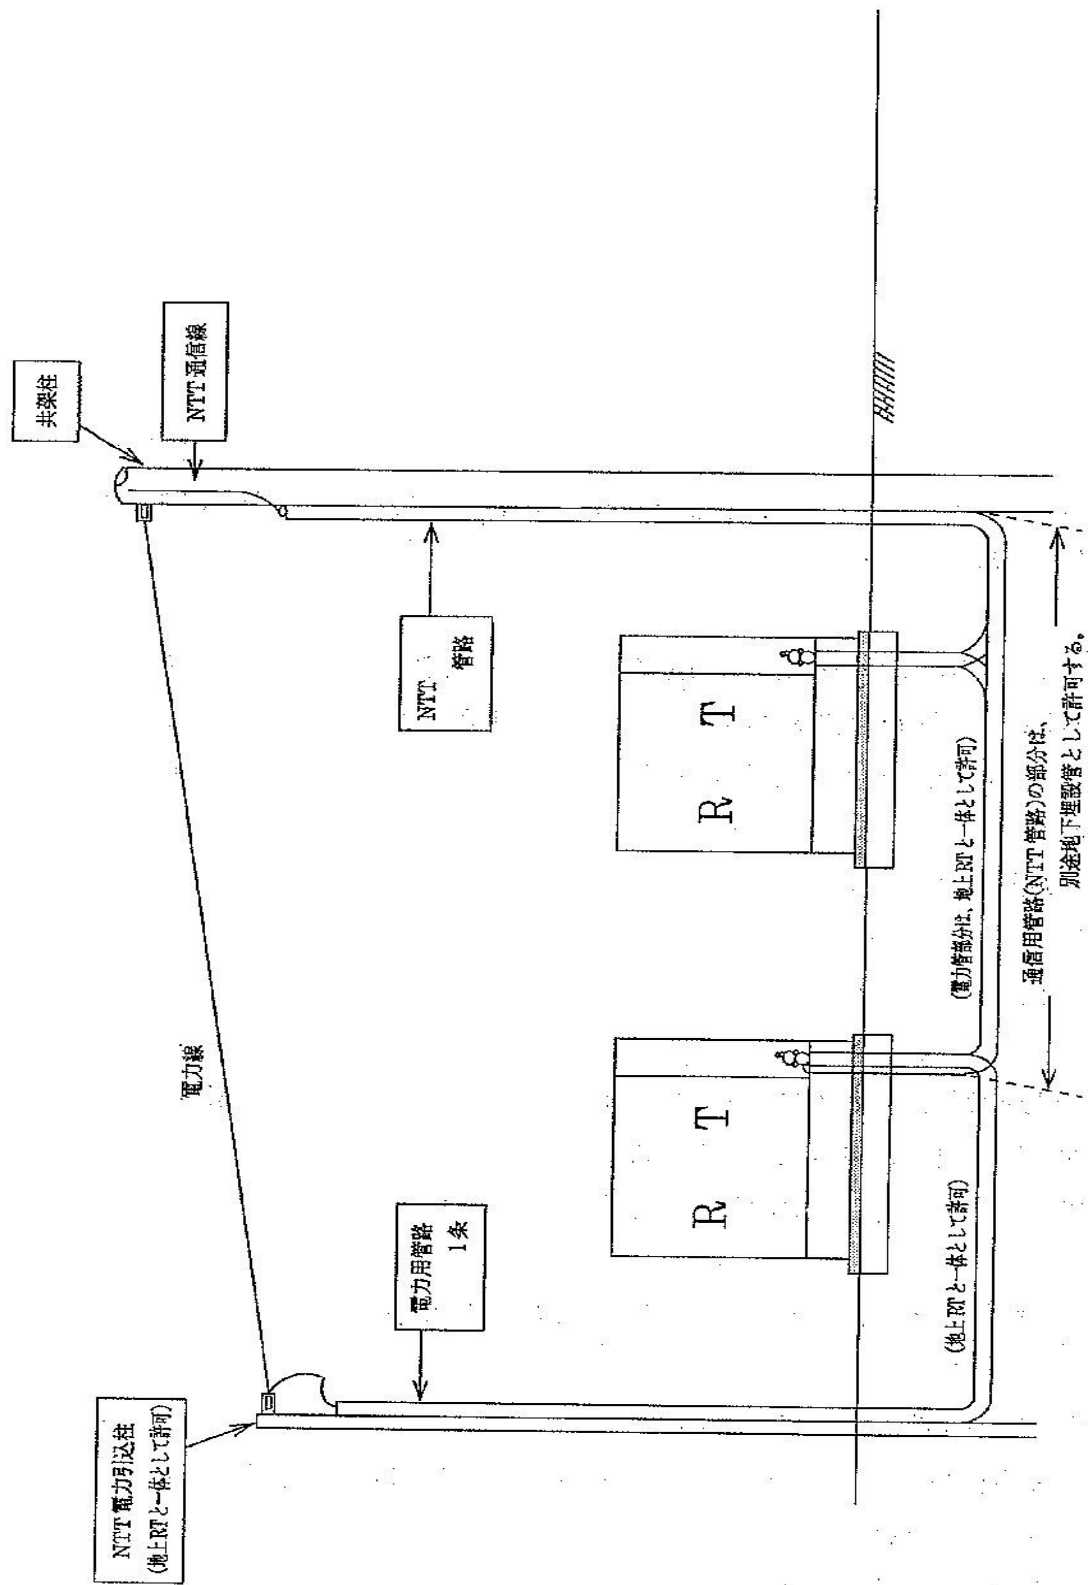 NTT 電力引込柱
(地上RTと一体として許可)
電力線
共架柱
NTT 通信線
電力用管路
1条
NTT 管路
R T
R T
(地上RTと一体として許可)
(電力管部分は、地上RTと一体として許可)
通信用管路(NTT 管路)の部分は、
別途地下埋設管として許可する。